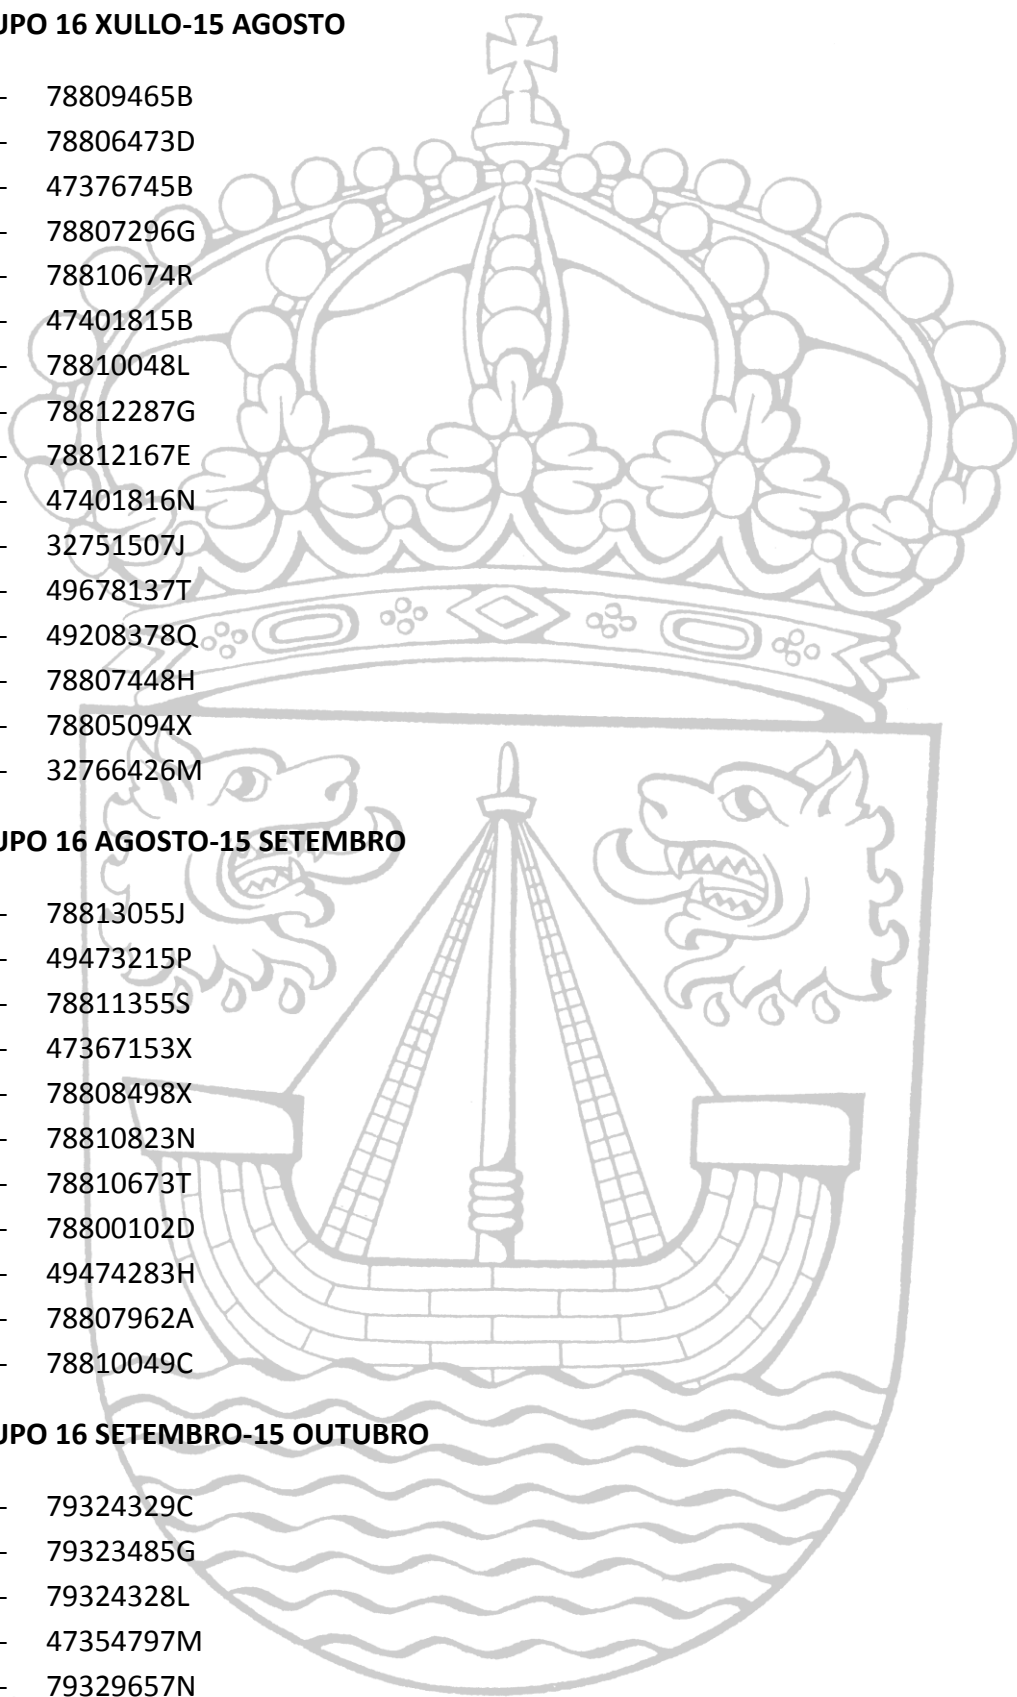 UPO 16 XULLO-15 AGOSTO
- 78809465B
- 78806473D
- 47376745B
- 78807296G
- 78810674R
- 47401815B
- 78810048L
- 78812287G
- 78812167E
- 47401816N
- 32751507J
- 49678137T
- 49208378Q
- 78807448H
- 78805094X
- 32766426M
UPO 16 AGOSTO-15 SETEMBRO
- 78813055J
- 49473215P
- 78811355S
- 47367153X
- 78808498X
- 78810823N
- 78810673T
- 78800102D
- 49474283H
- 78807962A
- 78810049C
UPO 16 SETEMBRO-15 OUTUBRO
- 79324329C
- 79323485G
- 79324328L
- 47354797M
- 79329657N